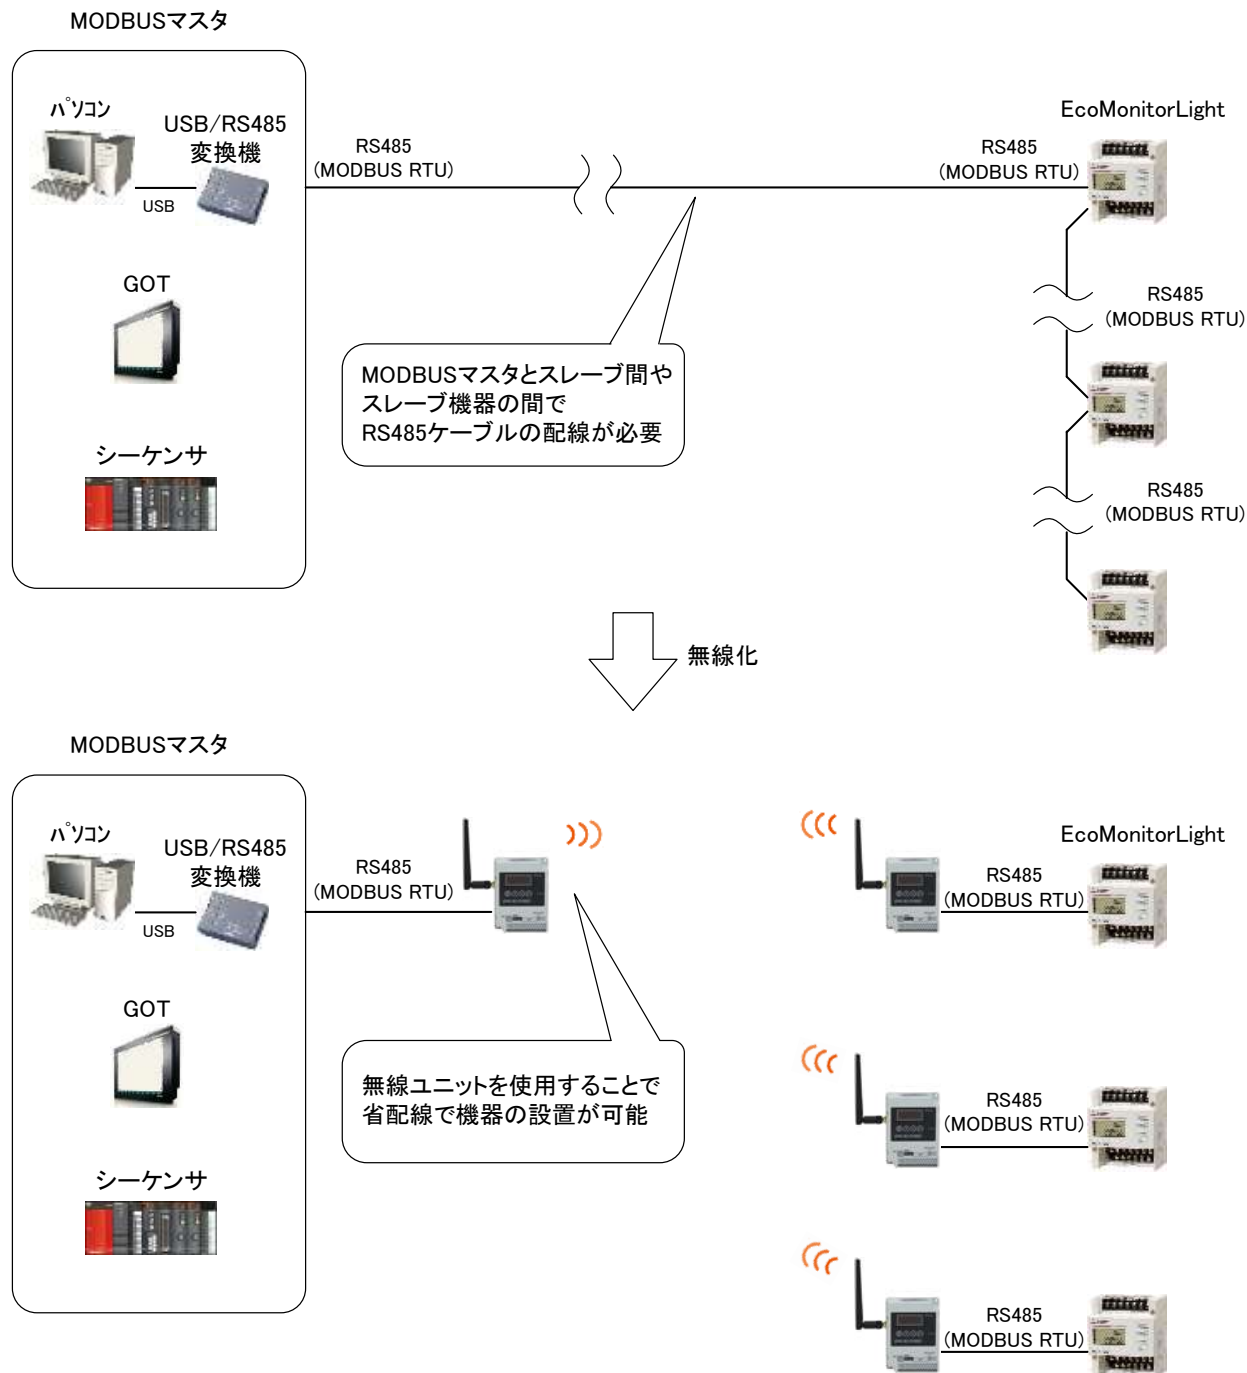 MODBUSマスタ
パソコン
USB/RS485
変換機
USB
RS485
(MODBUS RTU)
RS485
(MODBUS RTU)
EcoMonitorLight
GOT
RS485
(MODBUS RTU)
MODBUSマスタとスレーブ間や
スレーブ機器の間で
RS485ケーブルの配線が必要
シーケンサ
RS485
(MODBUS RTU)
無線化
MODBUSマスタ
パソコン
USB/RS485
変換機
USB
RS485
(MODBUS RTU)
EcoMonitorLight
RS485
(MODBUS RTU)
GOT
無線ユニットを使用することで
省配線で機器の設置が可能
RS485
(MODBUS RTU)
シーケンサ
RS485
(MODBUS RTU)